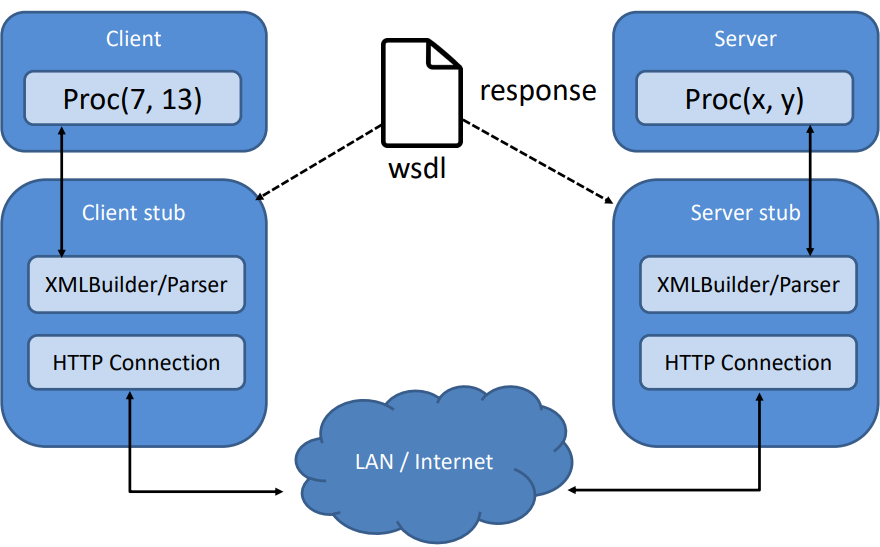 Client
Proc(7, 13)
Client stub
XMLBuilder/Parser
HTTP Connection
wsdl
response
LAN / Internet
Server
Proc(x, y)
Server stub
XMLBuilder/Parser
HTTP Connection